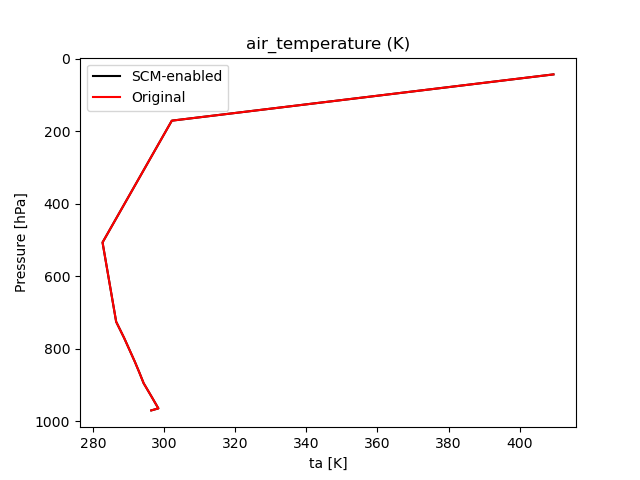 air_temperature (K)
SCM-enabled
Original
0
200
400
600
800
1000
Pressure [hPa]
280
300
320
340
360
380
400
ta [K]